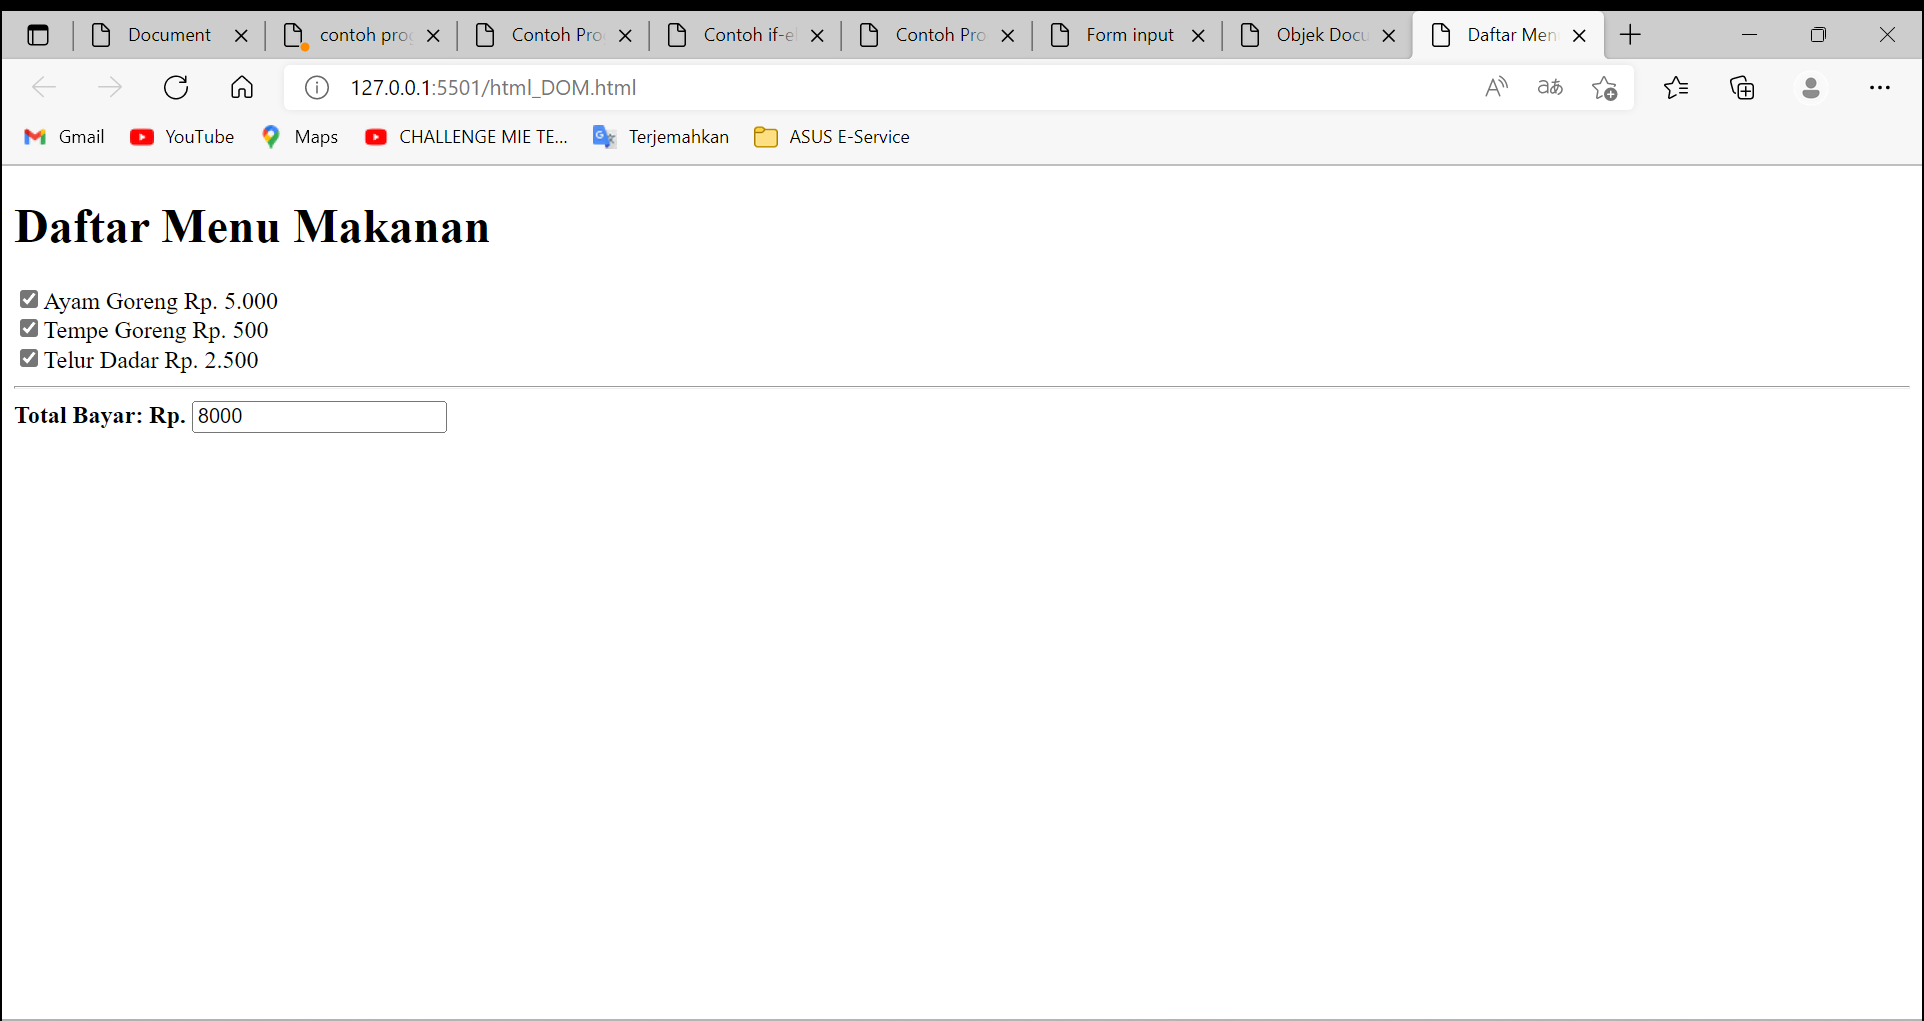 Document
contoh pro
Contoh Pro
Contoh if-el
Contoh Pro
Form input
Objek Docu
Daftar Men
127.0.0.1:5501/html_DOM.html
Gmail
YouTube
Maps
CHALLENGE MIE TE...
Terjemahkan
ASUS E-Service
Daftar Menu Makanan
Ayam Goreng Rp. 5.000
Tempe Goreng Rp. 500
Telur Dadar Rp. 2.500
Total Bayar: Rp. 8000